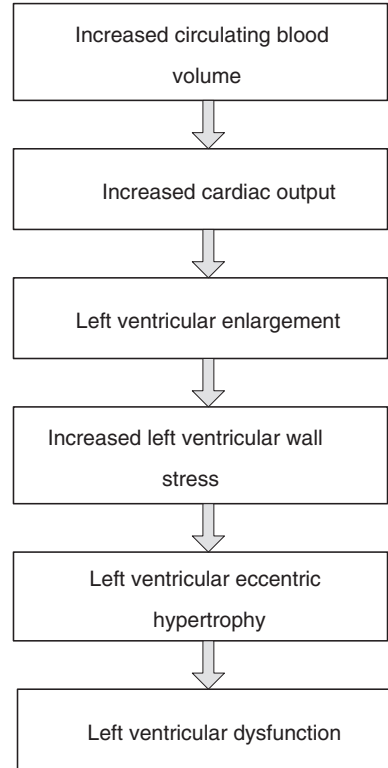 Increased circulating blood
volume
Increased cardiac output
Left ventricular enlargement
Increased left ventricular wall
stress
Left ventricular eccentric
hypertrophy
Left ventricular dysfunction